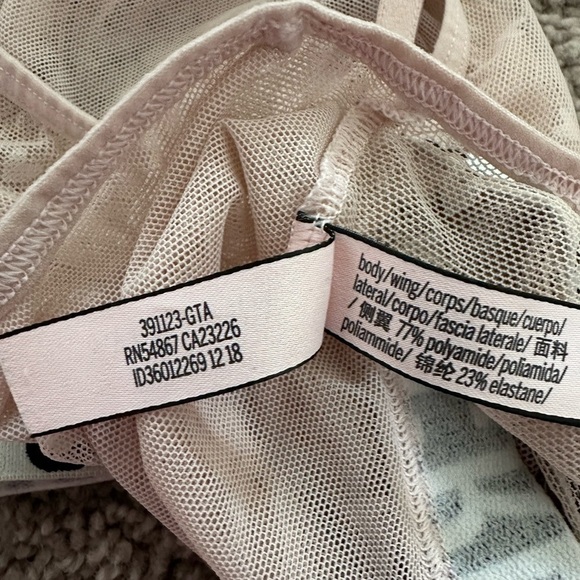 391123-GTA
RN54867 CA23226
ID36012269 12 18
body/wing/corps/basque/cuerpo/
lateral/corpo/fascia laterale/ 面料
/ 侧翼 77% polyamide/poliamida/
poliammide/ 锦纶 23% elastane/